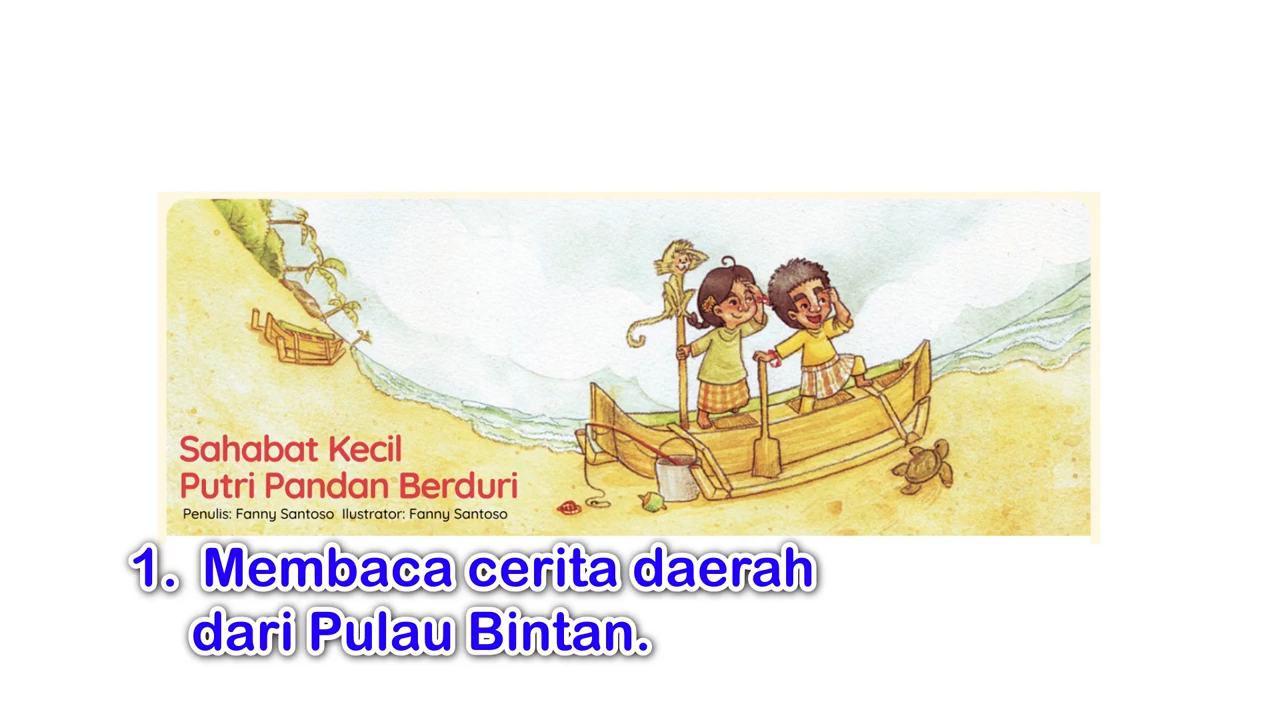 Sahabat Kecil
Putri Pandan Berduri
Penulis: Fanny Santoso Ilustrator: Fanny Santoso
1. Membaca cerita daerah
dari Pulau Bintan.